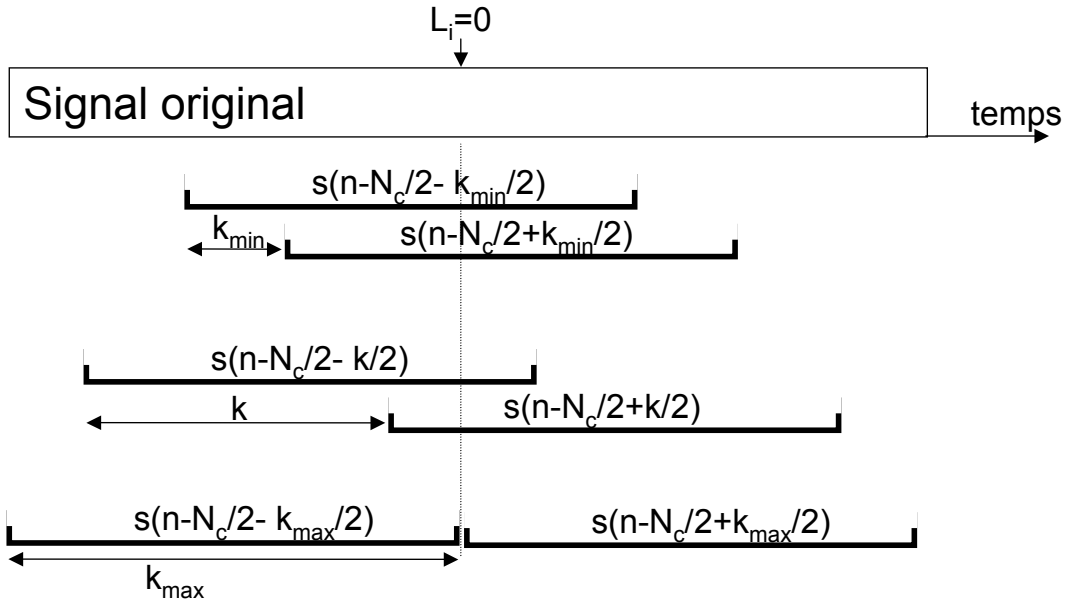 Lᵢ=0
Signal original
temps
s(n-N_c/2- k_min/2)
k_min
s(n-N_c/2+k_min/2)
s(n-N_c/2- k/2)
k
s(n-N_c/2+k/2)
s(n-N_c/2- k_max/2)
s(n-N_c/2+k_max/2)
k_max